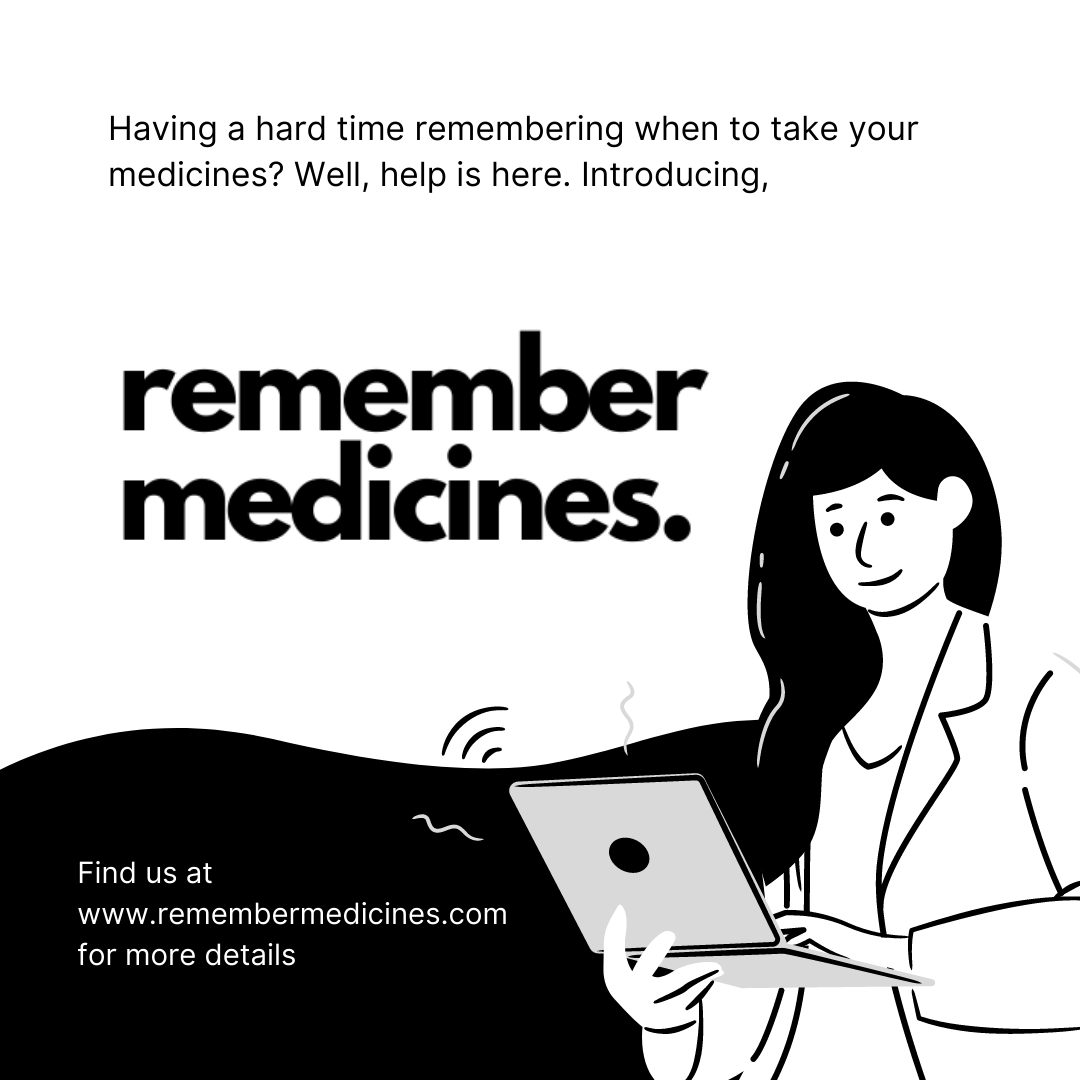 Having a hard time remembering when to take your
medicines? Well, help is here. Introducing,
remember
medicines.
Find us at
www.remembermedicines.com
for more details